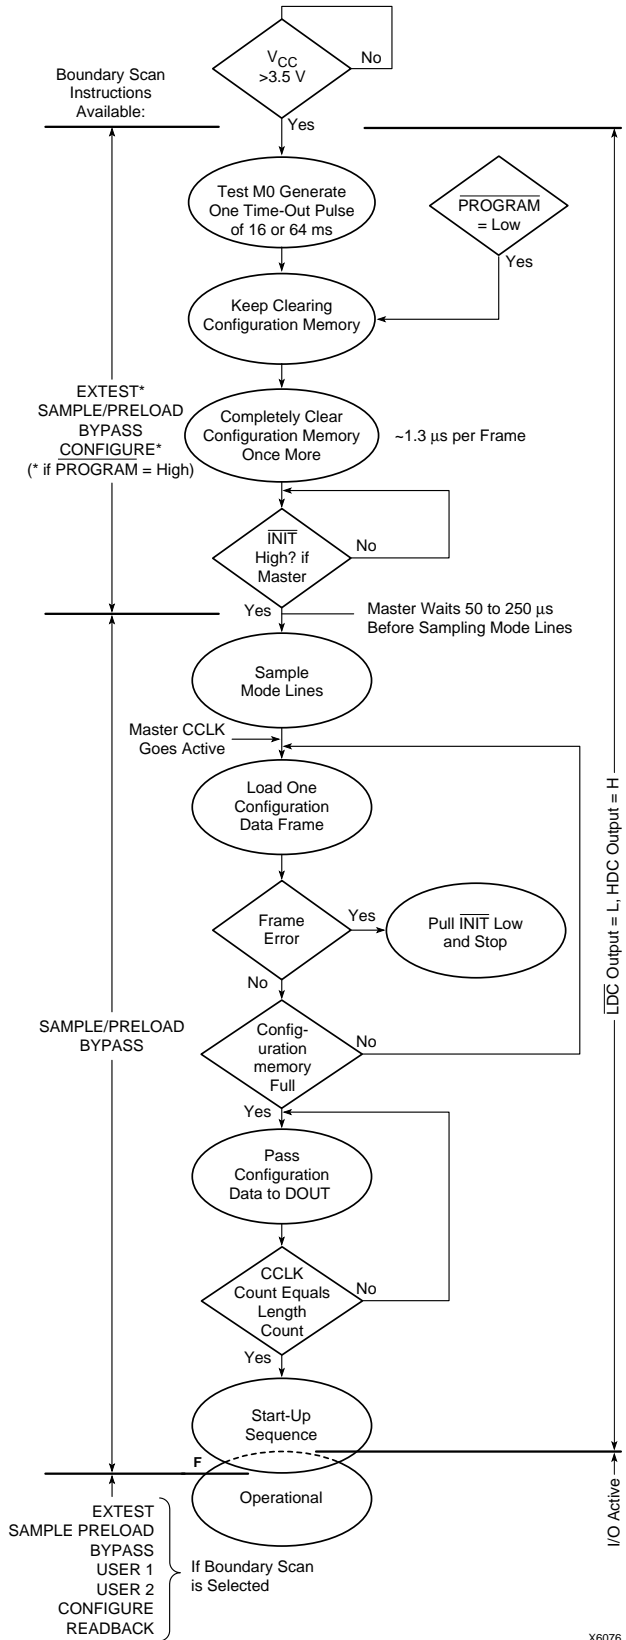 V_CC
>3.5 V
No
Boundary Scan
Instructions
Available:
Yes
Test M0 Generate
One Time-Out Pulse
of 16 or 64 ms
PROGRAM
= Low
Yes
Keep Clearing
Configuration Memory
EXTEST*
SAMPLE/PRELOAD
BYPASS
CONFIGURE*
(* if PROGRAM = High)
Completely Clear
Configuration Memory
Once More
~1.3 µs per Frame
INIT
High? if
Master
No
Yes
Master Waits 50 to 250 µs
Before Sampling Mode Lines
Sample
Mode Lines
Master CCLK
Goes Active
Load One
Configuration
Data Frame
LDC Output = L, HDC Output = H
Frame
Error
Yes
Pull INIT Low
and Stop
No
SAMPLE/PRELOAD
BYPASS
Config-
uration
memory
Full
No
Yes
Pass
Configuration
Data to DOUT
CCLK
Count Equals
Length
Count
No
Yes
Start-Up
Sequence
F
Operational
I/O Active
EXTEST
SAMPLE PRELOAD
BYPASS
USER 1
USER 2
CONFIGURE
READBACK
If Boundary Scan
is Selected
X6076